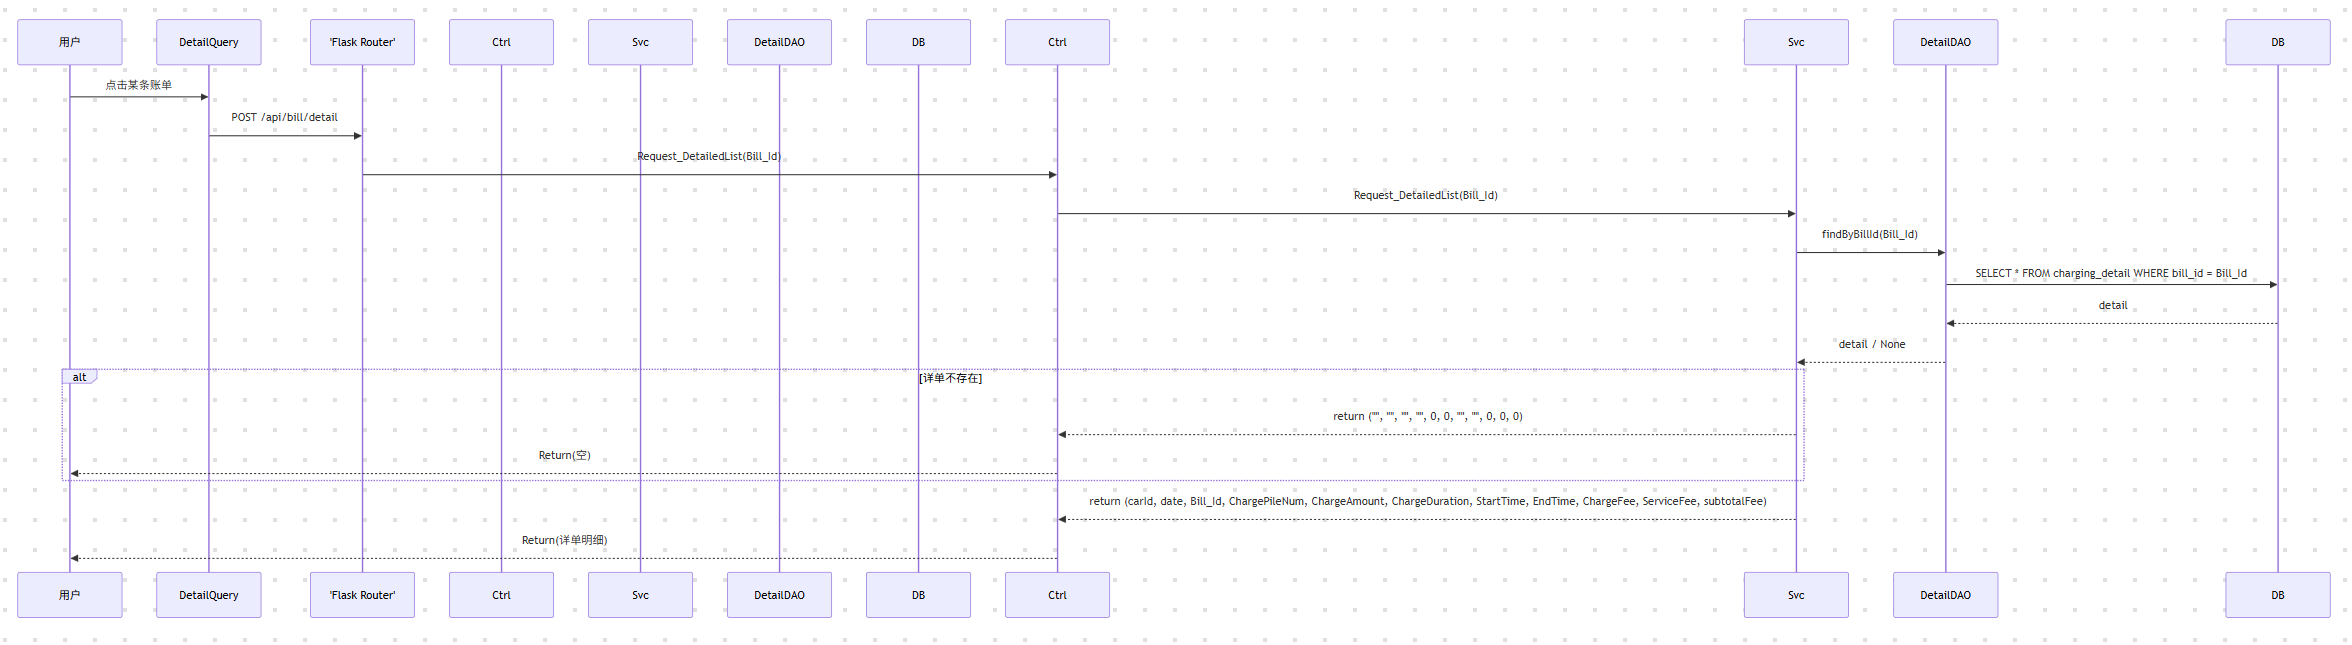 用户
DetailQuery
'Flask Router'
Ctrl
Svc
DetailDAO
DB
Ctrl
Svc
DetailDAO
DB
点击某条账单
POST /api/bill/detail
Request_DetailedList(Bill_Id)
Request_DetailedList(Bill_Id)
findByBillId(Bill_Id)
SELECT * FROM charging_detail WHERE bill_id = Bill_Id
detail
detail / None
alt
[详单不存在]
return ("", "", "", "", 0, 0, "", "", 0, 0, 0)
Return(空)
return (carId, date, Bill_Id, ChargePileNum, ChargeAmount, ChargeDuration, StartTime, EndTime, ChargeFee, ServiceFee, subtotalFee)
Return(详单明细)
用户
DetailQuery
'Flask Router'
Ctrl
Svc
DetailDAO
DB
Ctrl
Svc
DetailDAO
DB